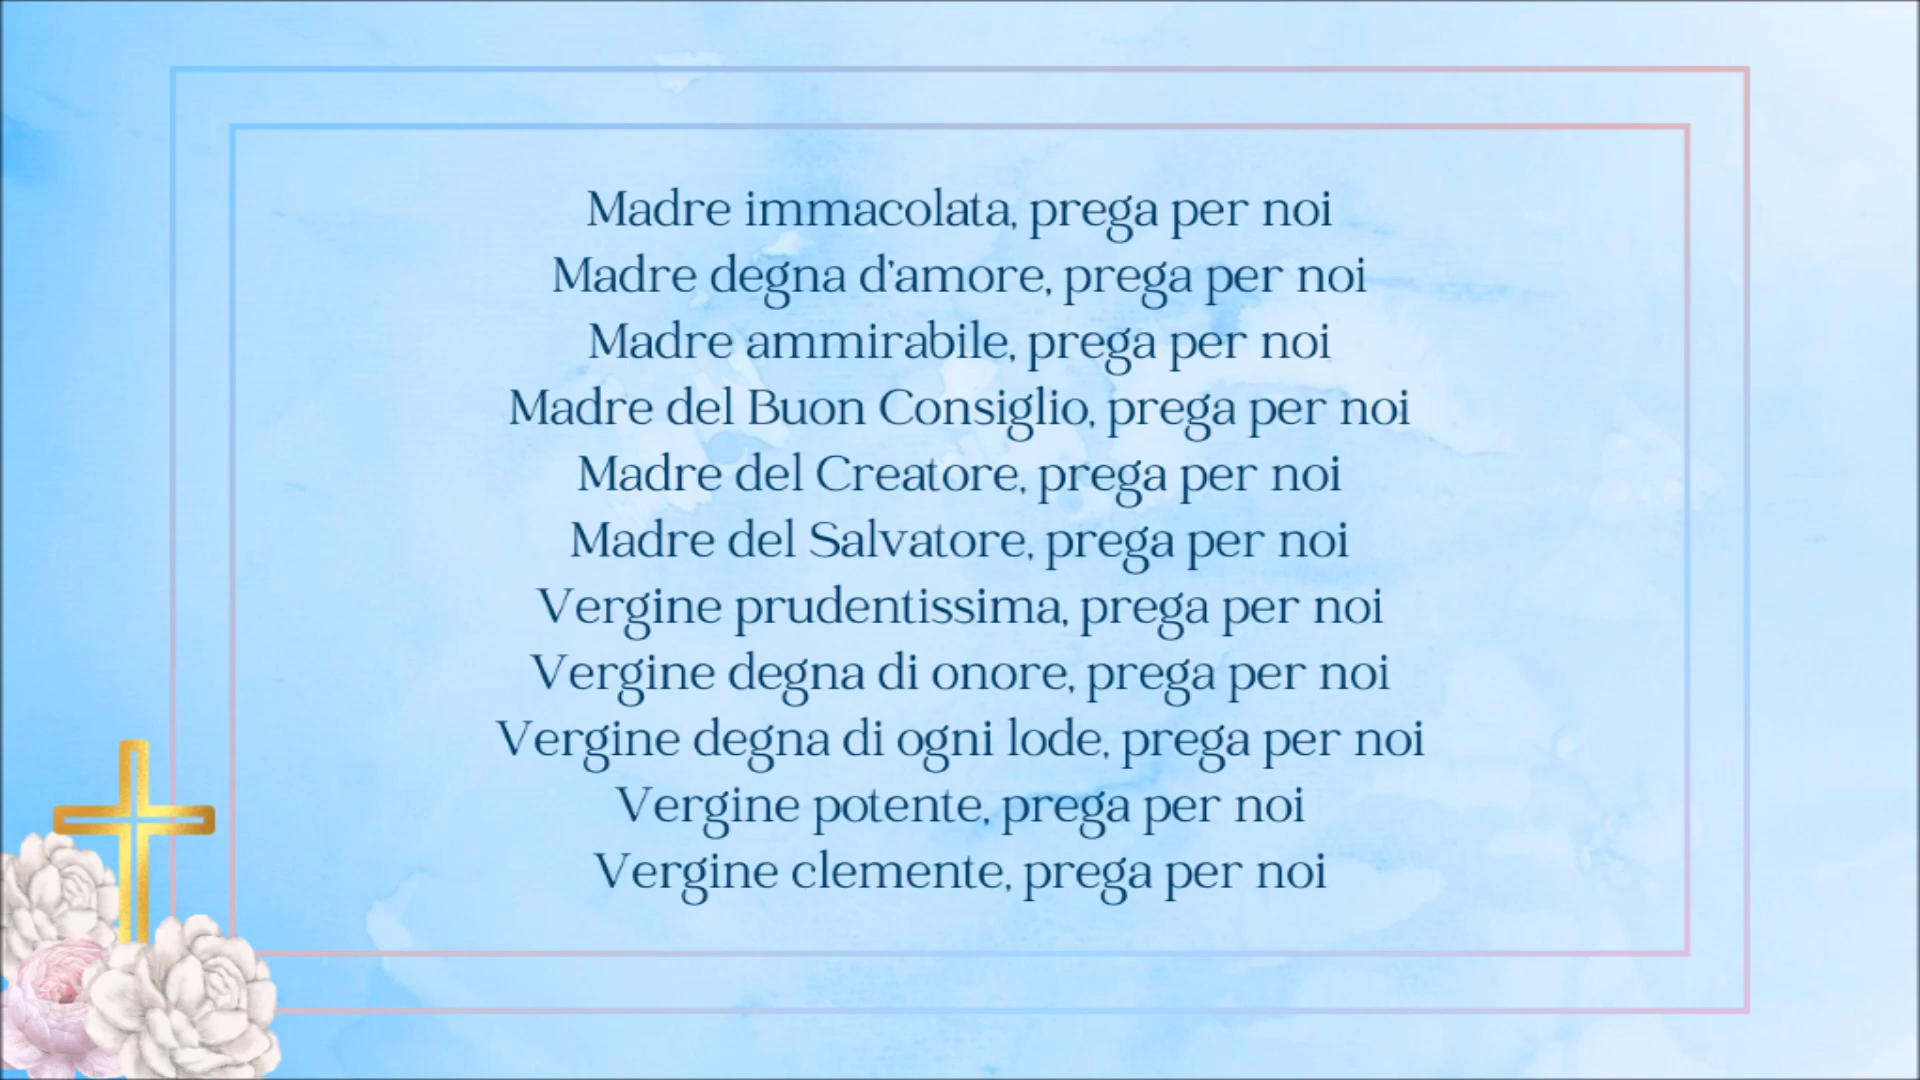 Madre immacolata, prega per noi
Madre degna d'amore, prega per noi
Madre ammirabile, prega per noi
Madre del Buon Consiglio, prega per noi
Madre del Creatore, prega per noi
Madre del Salvatore, prega per noi
Vergine prudentissima, prega per noi
Vergine degna di onore, prega per noi
Vergine degna di ogni lode, prega per noi
Vergine potente, prega per noi
Vergine clemente, prega per noi